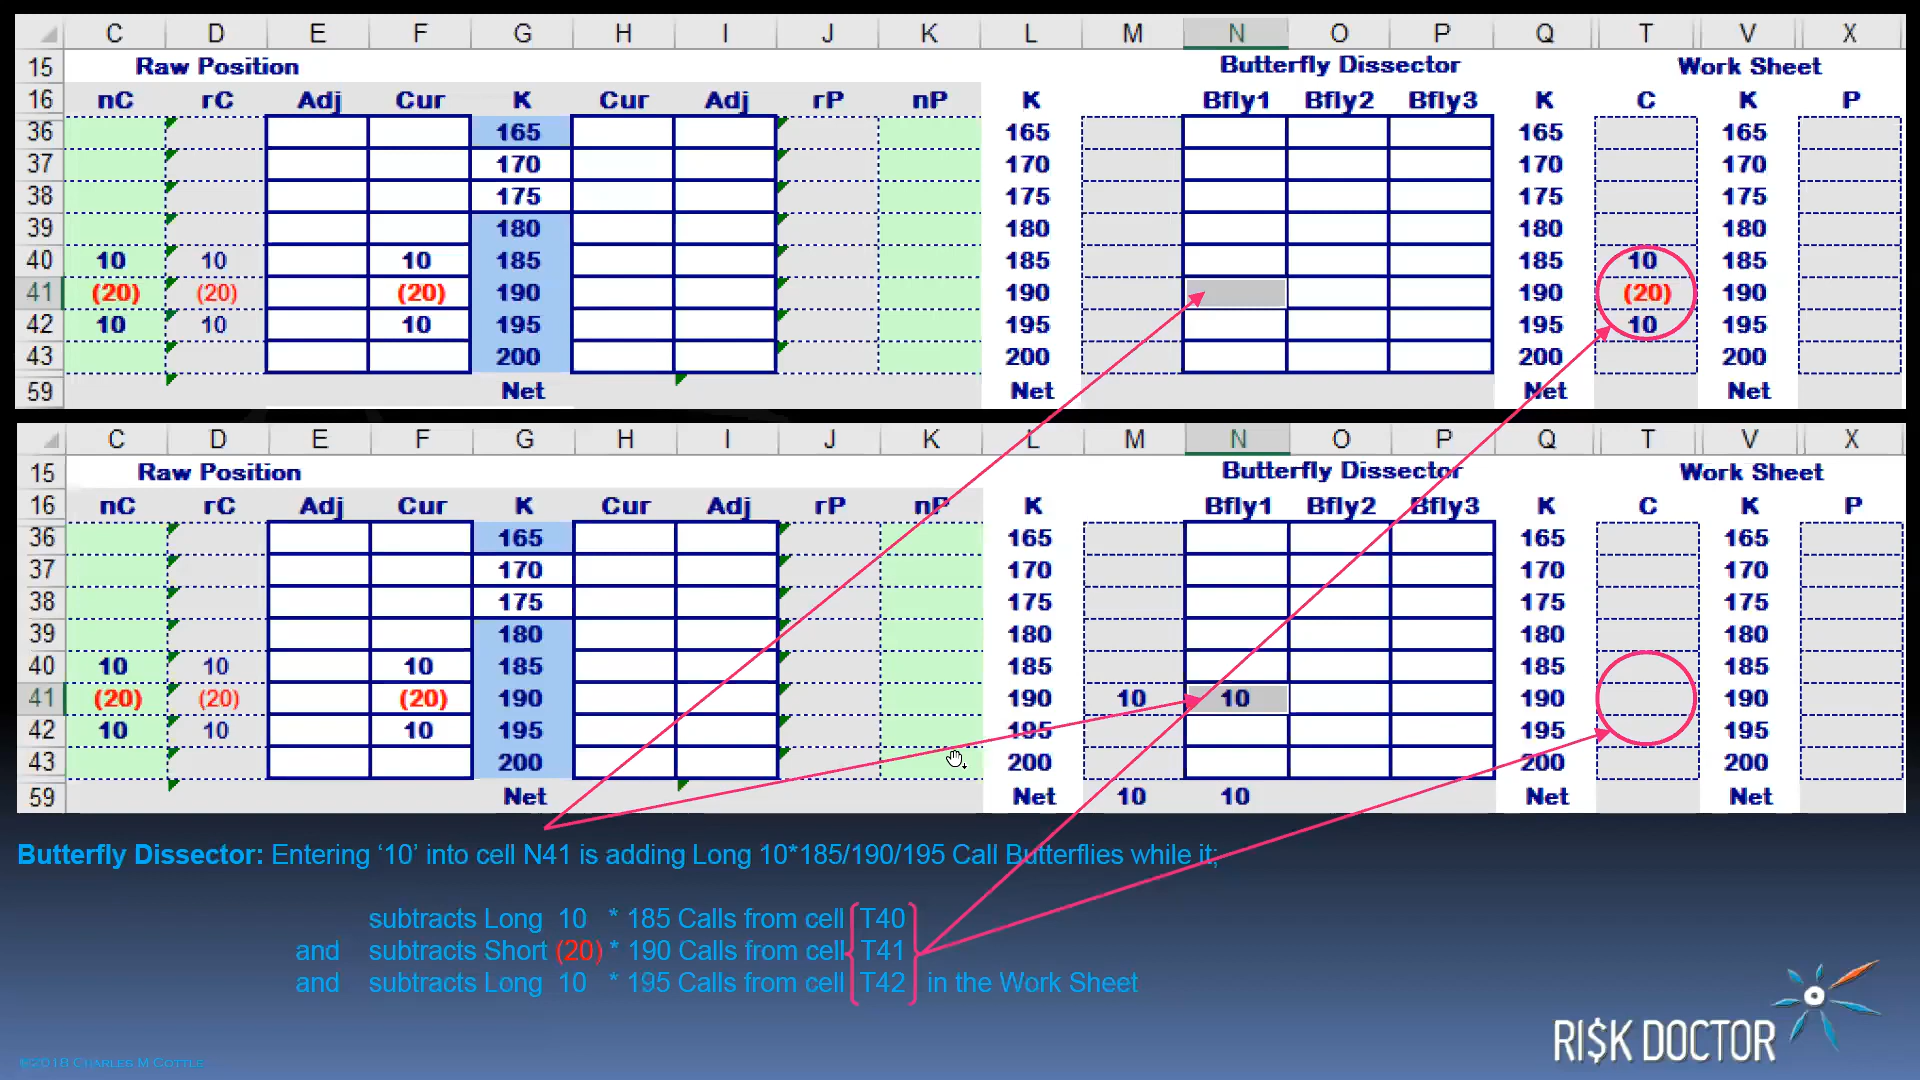 C D E F G H I J K L M N O P Q T V X
15 Raw Position Butterfly Dissector Work Sheet
16 nC rC Adj Cur K Cur Adj rP nP K Bfly1 Bfly2 Bfly3 K C K P
36 165 165 165 165
37 170 170 170 170
38 175 175 175 175
39 180 180 180 180
40 10 10 10 185 185 185 10 185
41 (20) (20) (20) 190 190 190 (20) 190
42 10 10 10 195 195 195 10 195
43 200 200 200 200
59 Net Net Net Net
C D E F G H I J K L M N O P Q T V X
15 Raw Position Butterfly Dissector Work Sheet
16 nC rC Adj Cur K Cur Adj rP nP K Bfly1 Bfly2 Bfly3 K C K P
36 165 165 165 165
37 170 170 170 170
38 175 175 175 175
39 180 180 180 180
40 10 10 10 185 185 185 185
41 (20) (20) (20) 190 190 10 10 190 190
42 10 10 10 195 195 195 195
43 200 200 200 200
59 Net Net 10 10 Net Net
Butterfly Dissector: Entering ‘10’ into cell N41 is adding Long 10*185/190/195 Call Butterflies while it;
subtracts Long 10 * 185 Calls from cell T40
and subtracts Short (20) * 190 Calls from cell T41
and subtracts Long 10 * 195 Calls from cell T42 in the Work Sheet
RI$K DOCTOR
©2018 CHARLES M COTTLE